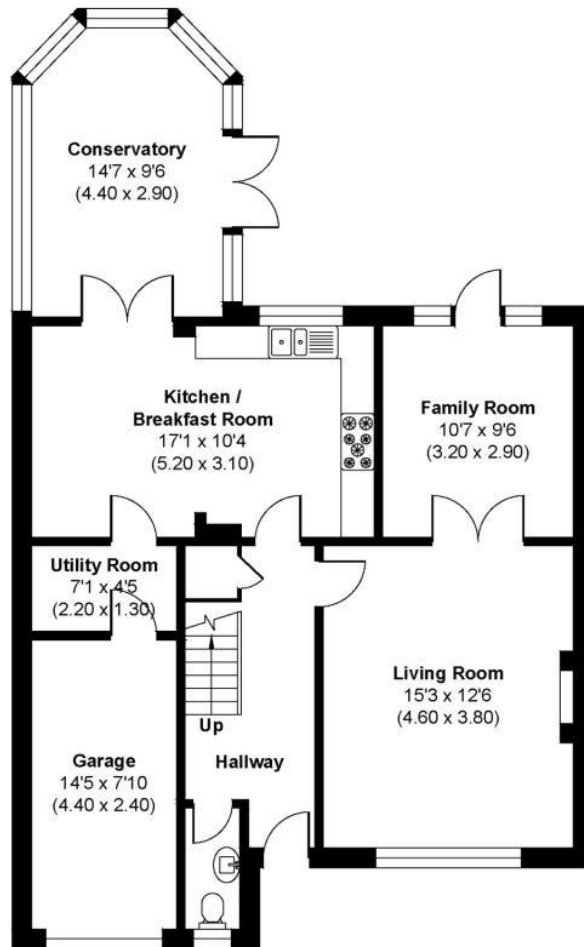 Conservatory
14'7 x 9'6
(4.40 x 2.90)
Kitchen /
Breakfast Room
17'1 x 10'4
(5.20 x 3.10)
Family Room
10'7 x 9'6
(3.20 x 2.90)
Utility Room
7'1 x 4'5
(2.20 x 1.30)
Living Room
15'3 x 12'6
(4.60 x 3.80)
Up
Hallway
Garage
14'5 x 7'10
(4.40 x 2.40)